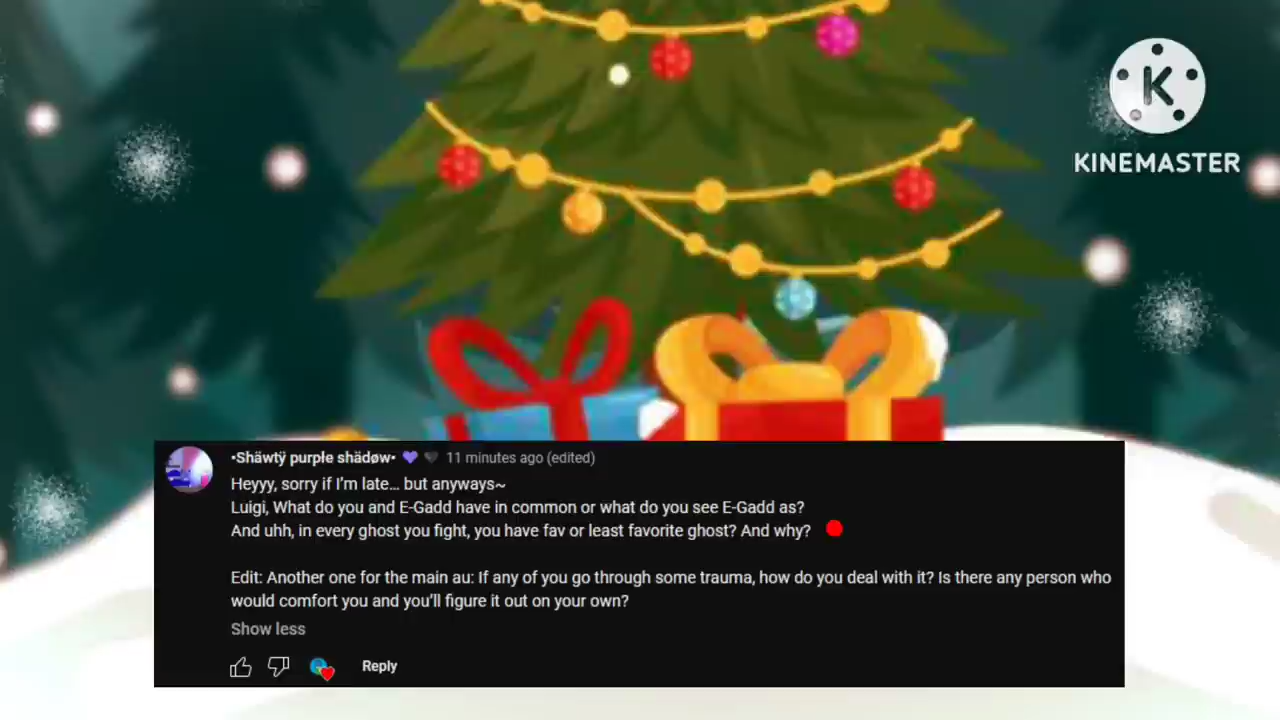 K
KINEMASTER
•Shäwtÿ purpłe shädøw• 💜 🖤 11 minutes ago (edited)
Heyyy, sorry if I'm late... but anyways~
Luigi, What do you and E-Gadd have in common or what do you see E-Gadd as?
And uhh, in every ghost you fight, you have fav or least favorite ghost? And why?
Edit: Another one for the main au: If any of you go through some trauma, how do you deal with it? Is there any person who
would comfort you and you'll figure it out on your own?
Show less
Reply